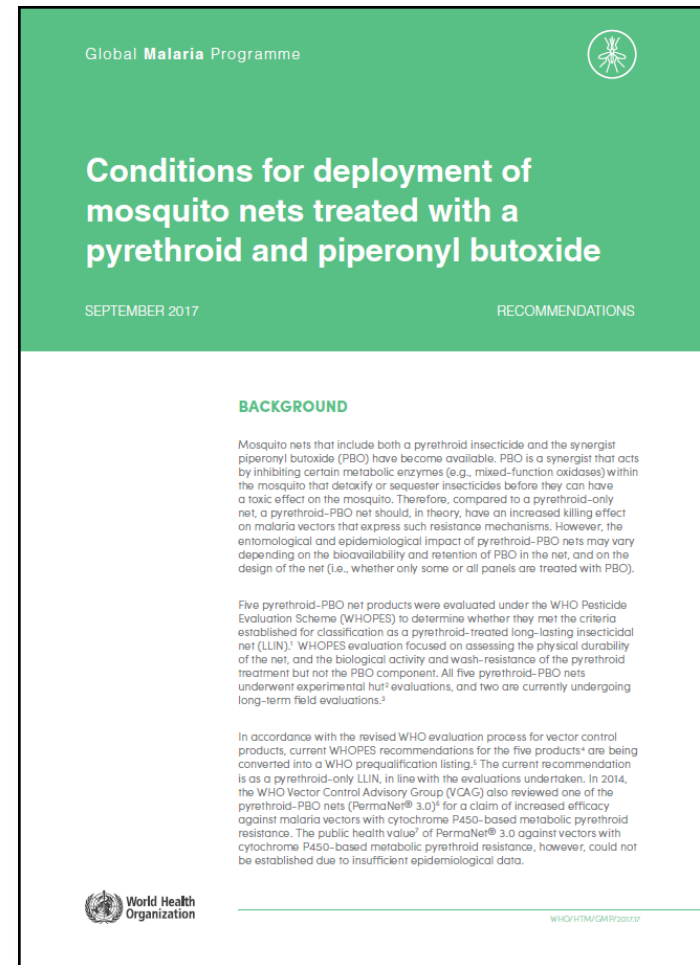 Global Malaria Programme
Conditions for deployment of
mosquito nets treated with a
pyrethroid and piperonyl butoxide
SEPTEMBER 2017
RECOMMENDATIONS
BACKGROUND
Mosquito nets that include both a pyrethroid insecticide and the synergist
piperonyl butoxide (PBO) have become available. PBO is a synergist that acts
by inhibiting certain metabolic enzymes (e.g., mixed-function oxidases) within
the mosquito that detoxify or sequester insecticides before they can have
a toxic effect on the mosquito. Therefore, compared to a pyrethroid-only
net, a pyrethroid-PBO net should, in theory, have an increased killing effect
on malaria vectors that express such resistance mechanisms. However, the
entomological and epidemiological impact of pyrethroid-PBO nets may vary
depending on the bioavailability and retention of PBO in the net, and on the
design of the net (i.e., whether only some or all panels are treated with PBO).
Five pyrethroid-PBO net products were evaluated under the WHO Pesticide
Evaluation Scheme (WHOPES) to determine whether they met the criteria
established for classification as a pyrethroid-treated long-lasting insecticidal
net (LLIN).¹ WHOPES evaluation focused on assessing the physical durability
of the net, and the biological activity and wash-resistance of the pyrethroid
treatment but not the PBO component. All five pyrethroid-PBO nets
underwent experimental hut² evaluations, and two are currently undergoing
long-term field evaluations.³
In accordance with the revised WHO evaluation process for vector control
products, current WHOPES recommendations for the five products⁴ are being
converted into a WHO prequalification listing.⁵ The current recommendation
is as a pyrethroid-only LLIN, in line with the evaluations undertaken. In 2014,
the WHO Vector Control Advisory Group (VCAG) also reviewed one of the
pyrethroid-PBO nets (PermaNet® 3.0)⁶ for a claim of increased efficacy
against malaria vectors with cytochrome P450-based metabolic pyrethroid
resistance. The public health value⁷ of PermaNet® 3.0 against vectors with
cytochrome P450-based metabolic pyrethroid resistance, however, could not
be established due to insufficient epidemiological data.
World Health
Organization
WHO/HTM/GMP/2017.17